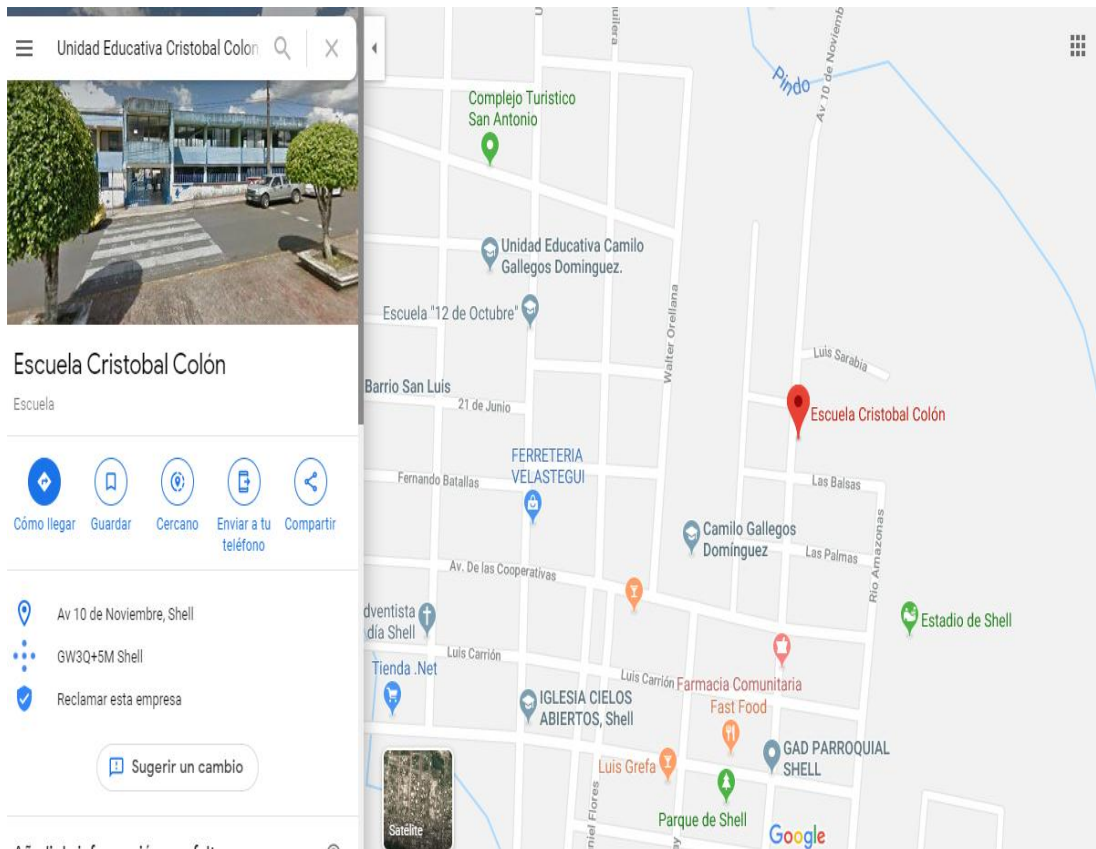 Unidad Educativa Cristobal Colon
Escuela Cristobal Colón
Escuela
Cómo llegar
Guardar
Cercano
Enviar a tu
teléfono
Compartir
Av 10 de Noviembre, Shell
GW3Q+5M Shell
Reclamar esta empresa
Sugerir un cambio
Pindo
Av 10 de Noviemb
Complejo Turistico
San Antonio
Unidad Educativa Camilo
Gallegos Dominguez.
Escuela "12 de Octubre"
Walter Orellana
Luis Sarabia
Barrio San Luis
21 de Junio
Escuela Cristobal Colón
FERRETERIA
VELASTEGUI
Fernando Batallas
Las Balsas
Camilo Gallegos
Domínguez
Las Palmas
Río Amazonas
Av. De las Cooperativas
dventista
día Shell
Estadio de Shell
Luis Carrión
Tienda .Net
Luis Carrión
Farmacia Comunitaria
Fast Food
IGLESIA CIELOS
ABIERTOS, Shell
GAD PARROQUIAL
SHELL
Luis Grefa
niel Flores
Parque de Shell
Satélite
Google